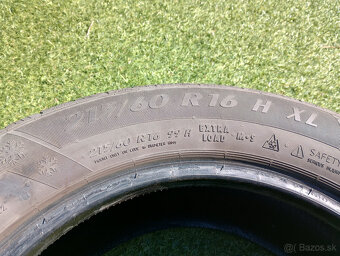 215/60 R16 H XL
215/60 R16 99 H EXTRA LOAD M+S
SAFETY
Bazos.sk